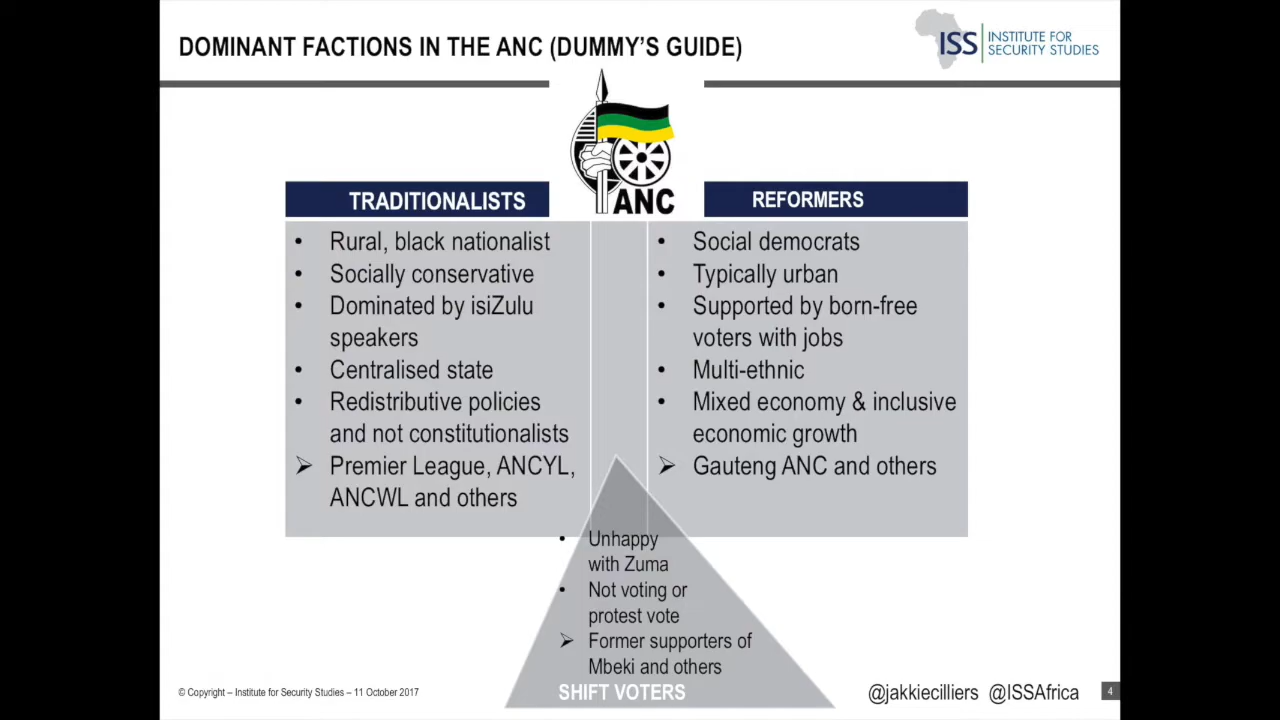 DOMINANT FACTIONS IN THE ANC (DUMMY'S GUIDE)
ISS
INSTITUTE FOR
SECURITY STUDIES
ANC
TRADITIONALISTS
• Rural, black nationalist
• Socially conservative
• Dominated by isiZulu
speakers
• Centralised state
• Redistributive policies
and not constitutionalists
➢ Premier League, ANCYL,
ANCWL and others
REFORMERS
• Social democrats
• Typically urban
• Supported by born-free
voters with jobs
• Multi-ethnic
• Mixed economy & inclusive
economic growth
➢ Gauteng ANC and others
• Unhappy
with Zuma
• Not voting or
protest vote
➢ Former supporters of
Mbeki and others
SHIFT VOTERS
© Copyright – Institute for Security Studies – 11 October 2017
@jakkiecilliers @ISSAfrica
4